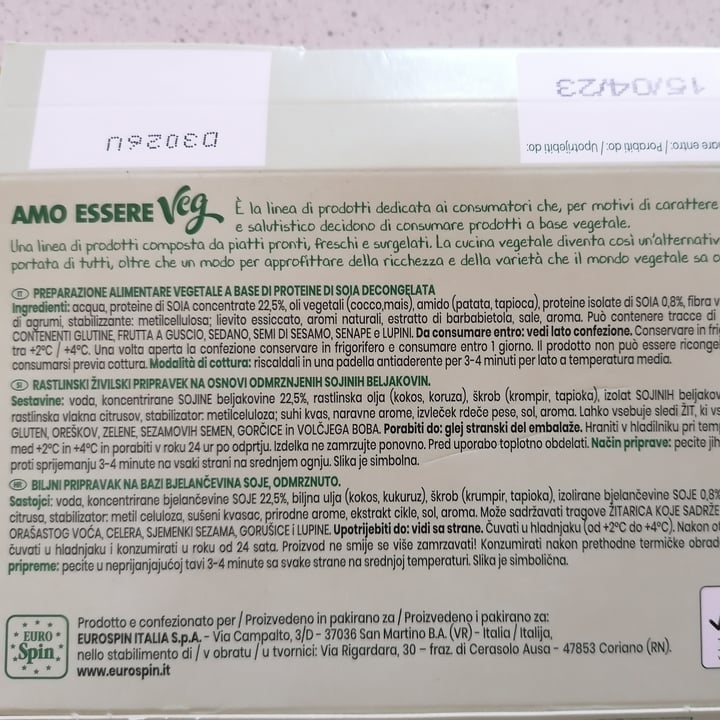 15/04/23
D3026U
are entro: / Porabiti do: / Upotrijebiti do:
AMO ESSERE Veg
È la linea di prodotti dedicata ai consumatori che, per motivi di carattere
e salutistico decidono di consumare prodotti a base vegetale.
Una linea di prodotti composta da piatti pronti, freschi e surgelati. La cucina vegetale diventa così un'alternativ
portata di tutti, oltre che un modo per approfittare della ricchezza e della varietà che il mondo vegetale sa o
IT PREPARAZIONE ALIMENTARE VEGETALE A BASE DI PROTEINE DI SOIA DECONGELATA
Ingredienti: acqua, proteine di SOIA concentrate 22,5%, oli vegetali (cocco,mais), amido (patata, tapioca), proteine isolate di SOIA 0,8%, fibra v
di agrumi, stabilizzante: metilcellulosa; lievito essiccato, aromi naturali, estratto di barbabietola, sale, aroma. Può contenere tracce di
CONTENENTI GLUTINE, FRUTTA A GUSCIO, SEDANO, SEMI DI SESAMO, SENAPE e LUPINI. Da consumare entro: vedi lato confezione. Conservare in fri
tra +2°C / +4°C. Una volta aperta la confezione conservare in frigorifero e consumare entro 1 giorno. Il prodotto non può essere riconge
consumarsi previa cottura. Modalità di cottura: riscaldali in una padella antiaderente per 3-4 minuti per lato a temperatura media.
SI RASTLINSKI ŽIVILSKI PRIPRAVEK NA OSNOVI ODMRZNJENIH SOJINIH BELJAKOVIN.
Sestavine: voda, koncentrirane SOJINE beljakovine 22,5%, rastlinska olja (kokos, koruza), škrob (krompir, tapioka), izolat SOJINIH beljakov
rastlinska vlakna citrusov, stabilizator: metilceluloza; suhi kvas, naravne arome, izvleček rdeče pese, sol, aroma. Lahko vsebuje sledi ŽIT, ki vs
GLUTEN, OREŠKOV, ZELENE, SEZAMOVIH SEMEN, GORČICE in VOLČJEGA BOBA. Porabiti do: glej stranski del embalaže. Hraniti v hladilniku pri tem
med +2°C in +4°C in porabiti v roku 24 ur po odprtju. Izdelka ne zamrzujte ponovno. Pred uporabo toplotno obdelati. Način priprave: pecite jih
proti sprijemanju 3-4 minute na vsaki strani na srednjem ognju. Slika je simbolna.
HR BILJNI PRIPRAVAK NA BAZI BJELANČEVINA SOJE, ODMRZNUTO.
Sastojci: voda, koncentrirane bjelančevine SOJE 22,5%, biljna ulja (kokos, kukuruz), škrob (krumpir, tapioka), izolirane bjelančevine SOJE 0,8%
citrusa, stabilizator: metil celuloza, sušeni kvasac, prirodne arome, ekstrakt cikle, sol, aroma. Može sadržavati tragove ŽITARICA KOJE SADRŽE
ORAŠASTOG VOĆA, CELERA, SJEMENKI SEZAMA, GORUŠICE i LUPINE. Upotrijebiti do: vidi sa strane. Čuvati u hladnjaku (od +2°C do +4°C). Nakon ot
čuvati u hladnjaku i konzumirati u roku od 24 sata. Proizvod ne smije se više zamrzavati! Konzumirati nakon prethodne termičke obrad
pripreme: pecite u neprijanjajućoj tavi 3-4 minute sa svake strane na srednjoj temperaturi. Slika je simbolična.
EURO
Spin
Prodotto e confezionato per / Proizvedeno in pakirano za / Proizvedeno i pakirano za:
EUROSPIN ITALIA S.p.A. - Via Campalto, 3/D - 37036 San Martino B.A. (VR) - Italia / Italija,
nello stabilimento di / v obratu / u tvornici: Via Rigardara, 30 – fraz. di Cerasolo Ausa - 47853 Coriano (RN).
www.eurospin.it